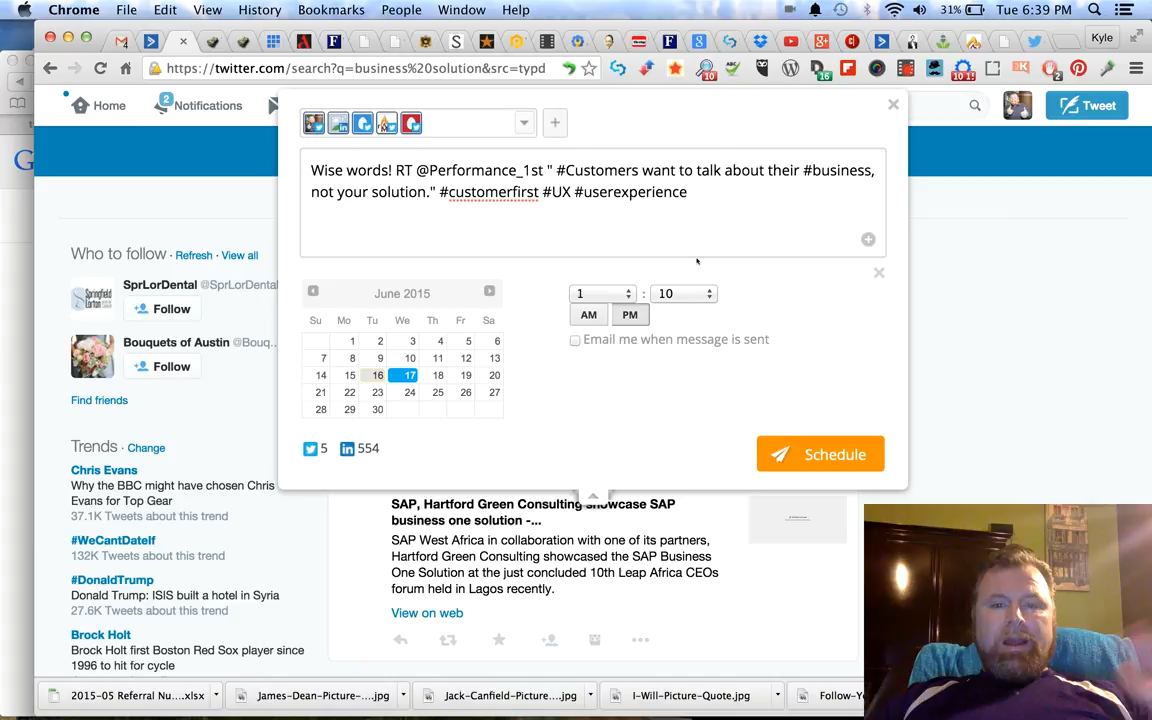 Chrome File Edit View History Bookmarks People Window Help 31% Tue 6:39 PM
Kyle
https://twitter.com/search?q=business%20solution&src=typd
Home 2 Notifications Tweet
Wise words! RT @Performance_1st " #Customers want to talk about their #business,
not your solution." #customerfirst #UX #userexperience
Who to follow · Refresh · View all
SprLorDental @SprLorDental
Follow
Bouquets of Austin @Bouq...
Follow
Find friends
June 2015
Su Mo Tu We Th Fr Sa
1 2 3 4 5 6
7 8 9 10 11 12 13
14 15 16 17 18 19 20
21 22 23 24 25 26 27
28 29 30
1 : 10
AM PM
Email me when message is sent
5 554
Schedule
Trends · Change
Chris Evans
Why the BBC might have chosen Chris
Evans for Top Gear
37.1K Tweets about this trend
#WeCantDateIf
132K Tweets about this trend
#DonaldTrump
Donald Trump: ISIS built a hotel in Syria
27.6K Tweets about this trend
Brock Holt
Brock Holt first Boston Red Sox player since
1996 to hit for cycle
SAP, Hartford Green Consulting showcase SAP
business one solution -...
SAP West Africa in collaboration with one of its partners,
Hartford Green Consulting showcased the SAP Business
One Solution at the just concluded 10th Leap Africa CEOs
forum held in Lagos recently.
View on web
2015-05 Referral Nu....xlsx James-Dean-Picture-....jpg Jack-Canfield-Picture....jpg I-Will-Picture-Quote.jpg Follow-Y